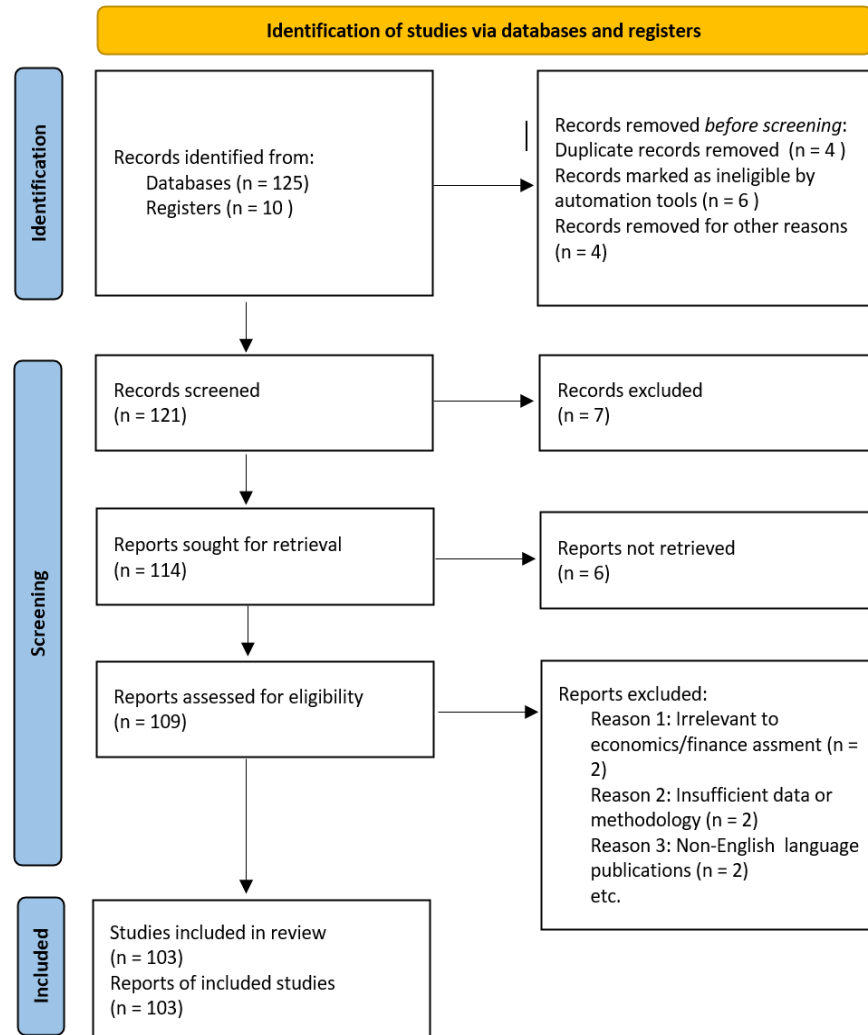 Identification of studies via databases and registers
Identification
Records identified from:
Databases (n = 125)
Registers (n = 10 )
Records removed before screening:
Duplicate records removed  (n = 4 )
Records marked as ineligible by
automation tools (n = 6 )
Records removed for other reasons
(n = 4)
Screening
Records screened
(n = 121)
Records excluded
(n = 7)
Reports sought for retrieval
(n = 114)
Reports not retrieved
(n = 6)
Reports assessed for eligibility
(n = 109)
Reports excluded:
Reason 1: Irrelevant to
economics/finance assment (n =
2)
Reason 2: Insufficient data or
methodology (n = 2)
Reason 3: Non-English  language
publications (n = 2)
etc.
Included
Studies included in review
(n = 103)
Reports of included studies
(n = 103)